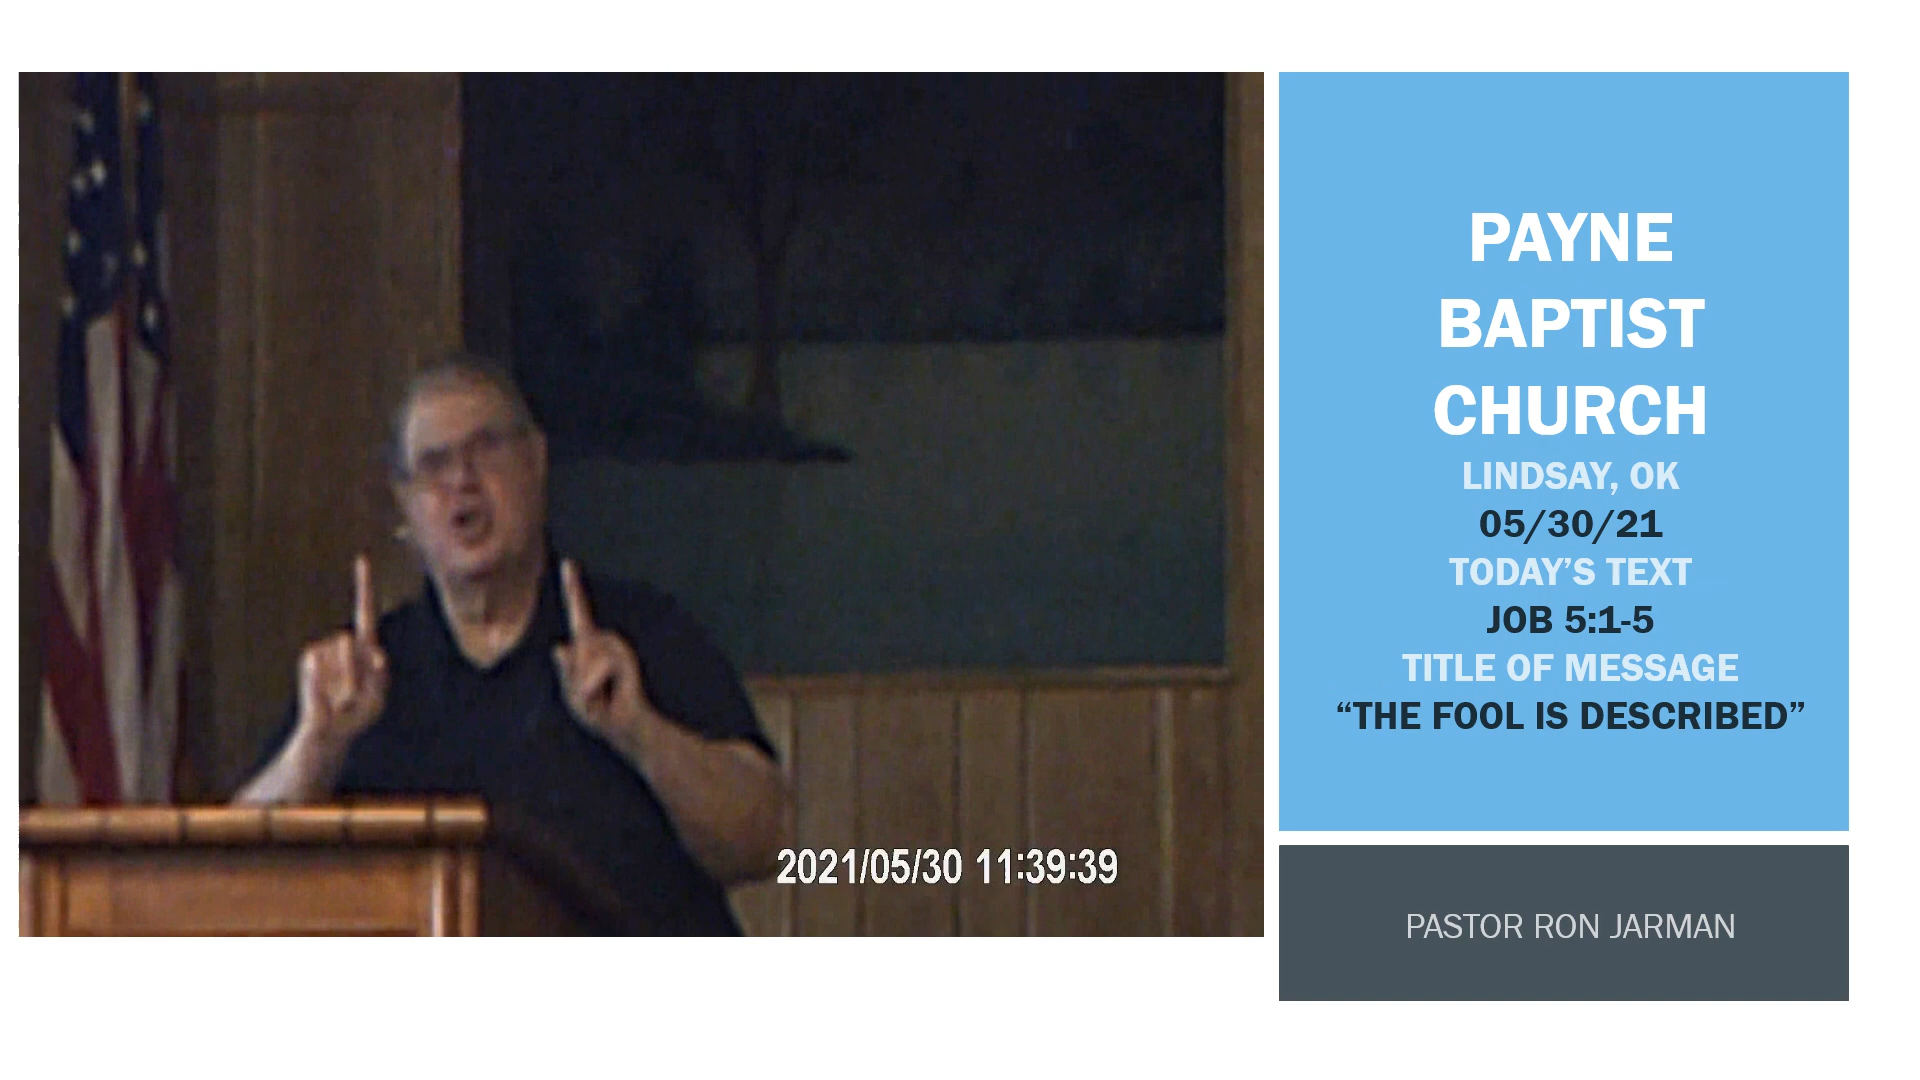 PAYNE
BAPTIST
CHURCH
LINDSAY, OK
05/30/21
TODAY’S TEXT
JOB 5:1-5
TITLE OF MESSAGE
“THE FOOL IS DESCRIBED”
PASTOR RON JARMAN
2021/05/30 11:39:39